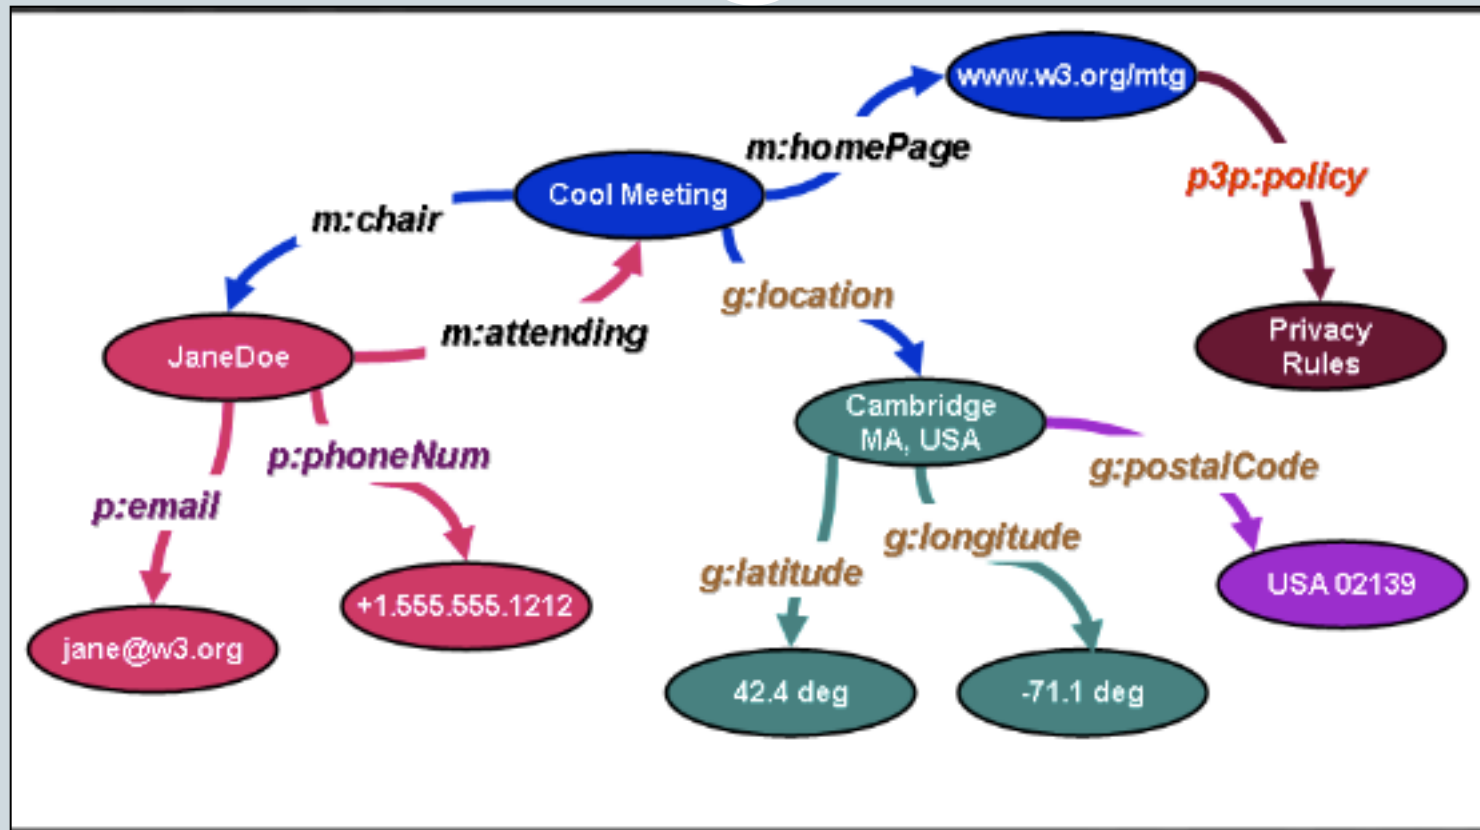 www.w3.org/mtg
m:homePage
p3p:policy
Cool Meeting
m:chair
g:location
m:attending
JaneDoe
Privacy
Rules
Cambridge
MA, USA
p:phoneNum
g:postalCode
p:email
g:longitude
g:latitude
USA 02139
+1.555.555.1212
jane@w3.org
42.4 deg
-71.1 deg